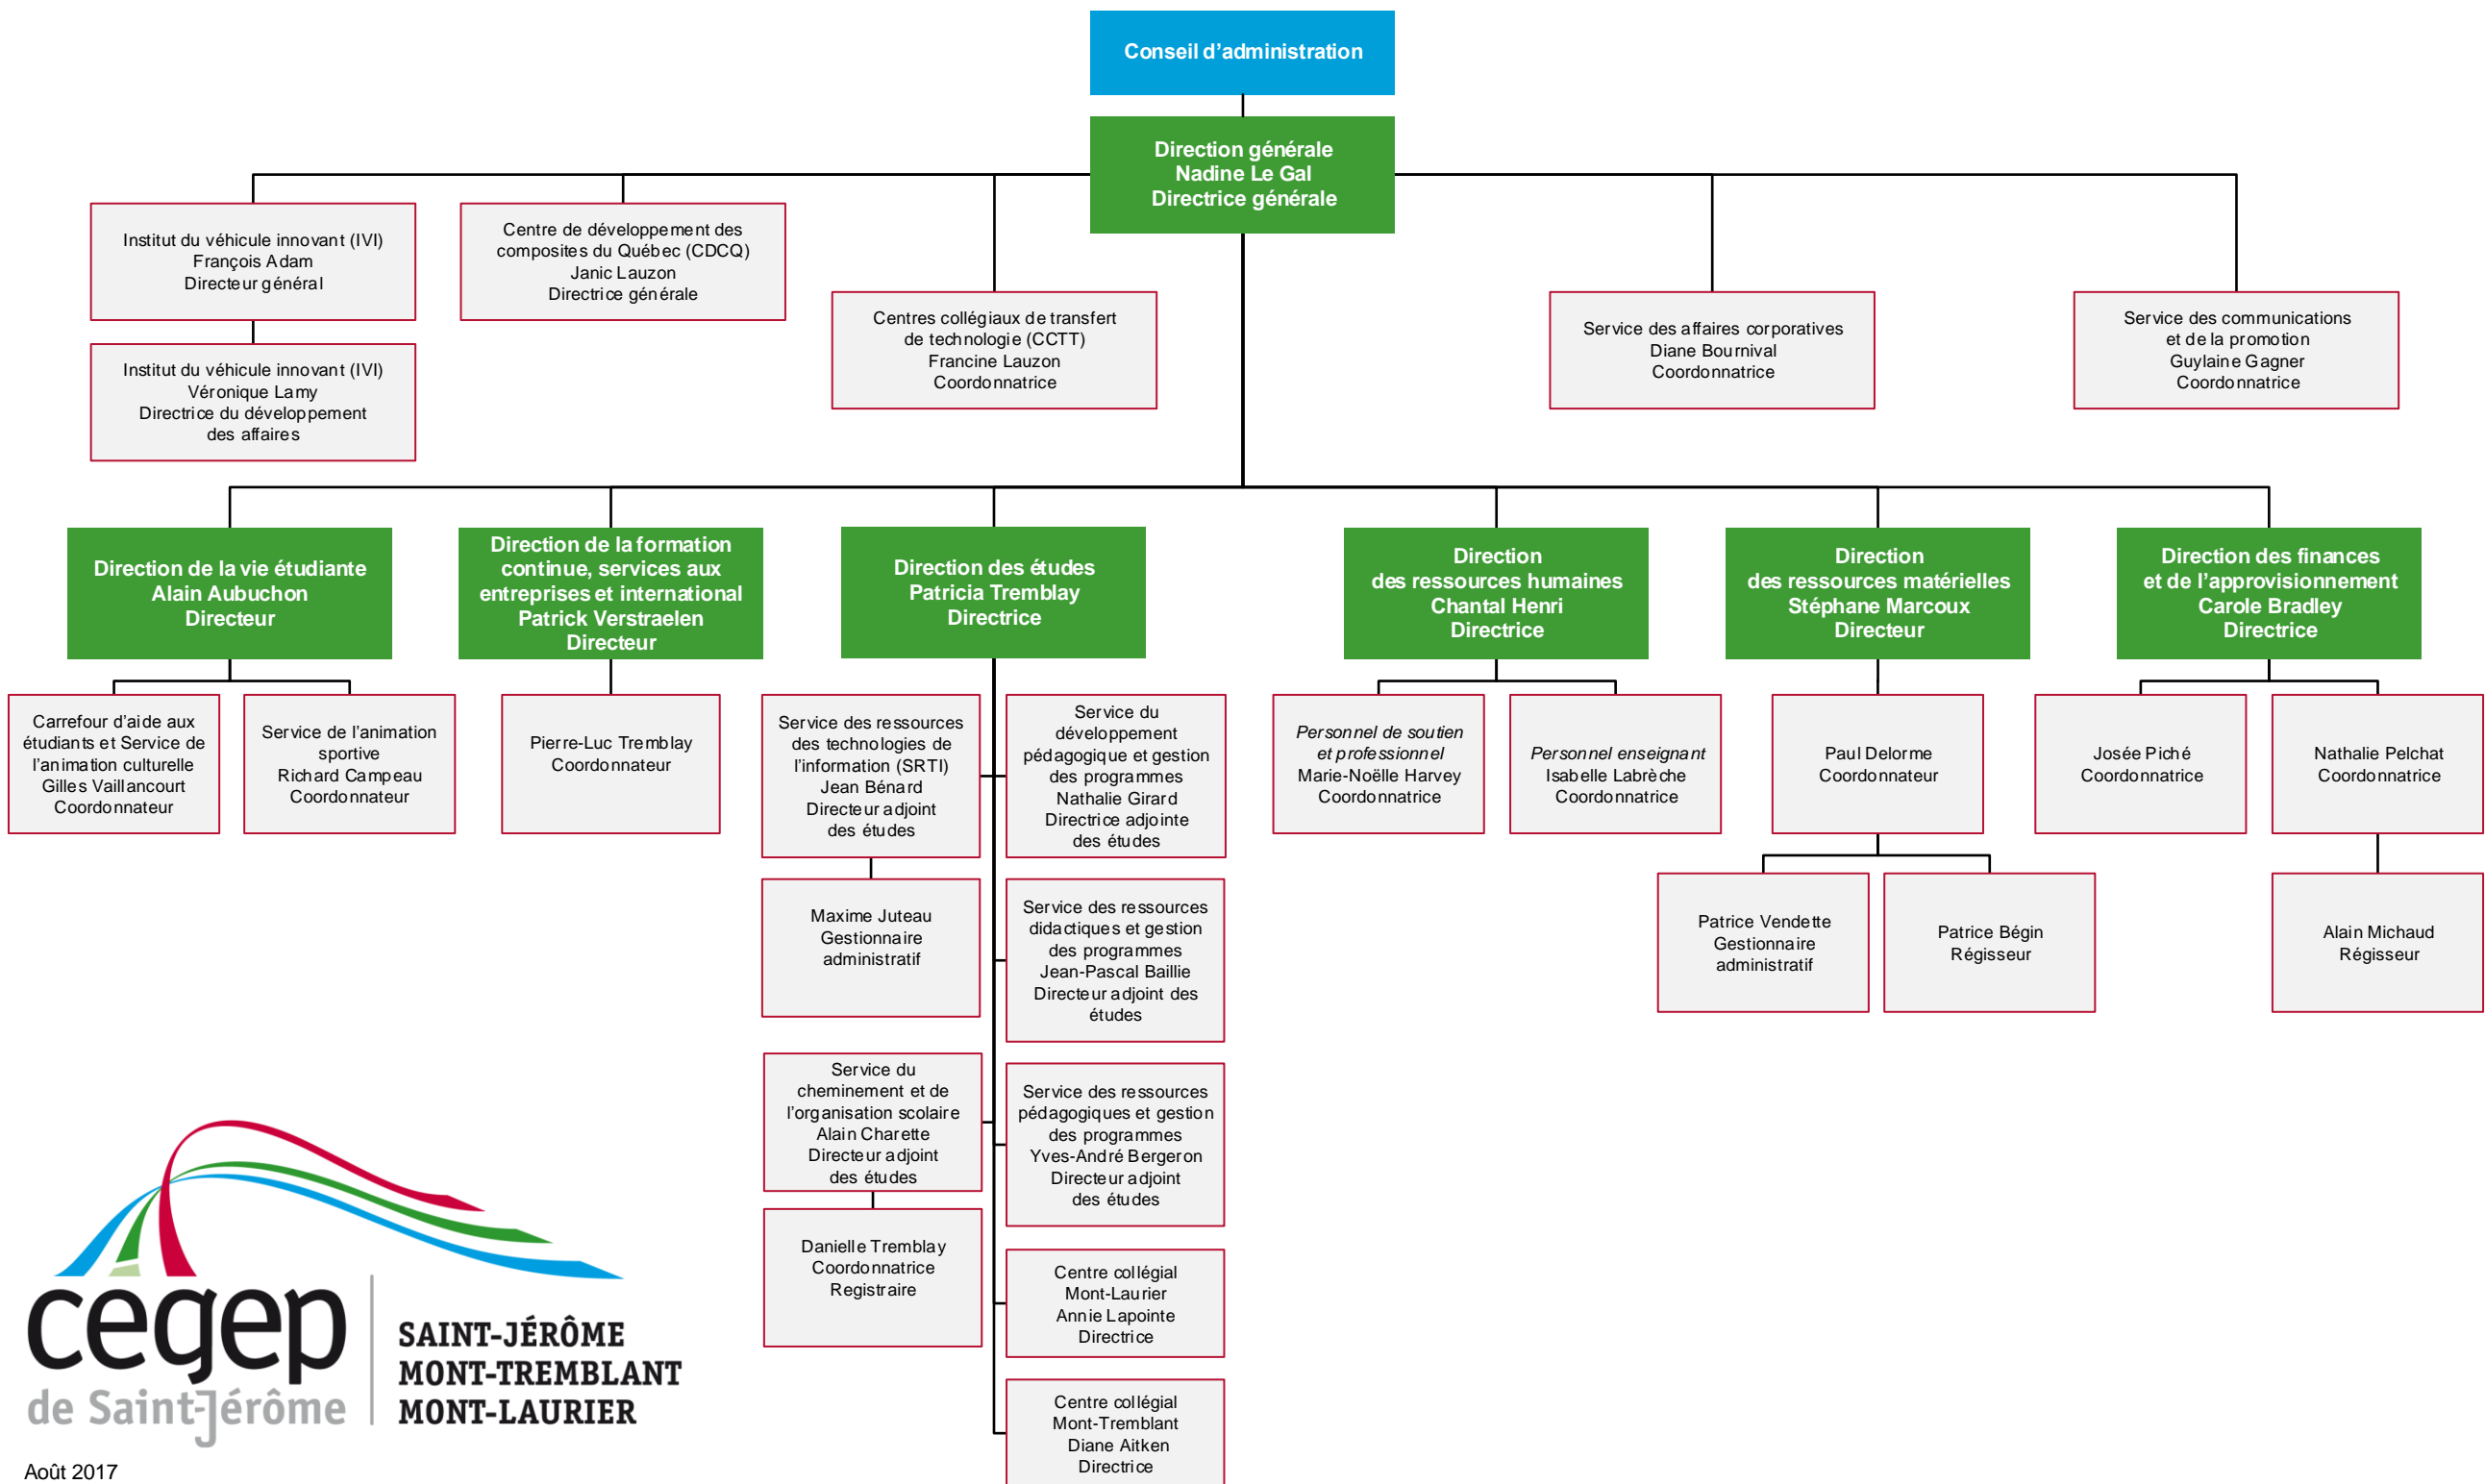 Conseil d'administration
Direction générale
Nadine Le Gal
Directrice générale
Institut du véhicule innovant (IVI)
François Adam
Directeur général
Centre de développement des
composites du Québec (CDCQ)
Janic Lauzon
Directrice générale
Centres collégiaux de transfert
de technologie (CCTT)
Francine Lauzon
Coordonnatrice
Service des affaires corporatives
Diane Bournival
Coordonnatrice
Service des communications
et de la promotion
Guylaine Gagner
Coordonnatrice
Institut du véhicule innovant (IVI)
Véronique Lamy
Directrice du développement
des affaires
Direction de la vie étudiante
Alain Aubuchon
Directeur
Direction de la formation
continue, services aux
entreprises et international
Patrick Verstraelen
Directeur
Direction des études
Patricia Tremblay
Directrice
Direction
des ressources humaines
Chantal Henri
Directrice
Direction
des ressources matérielles
Stéphane Marcoux
Directeur
Direction des finances
et de l'approvisionnement
Carole Bradley
Directrice
Carrefour d'aide aux
étudiants et Service de
l'animation culturelle
Gilles Vaillancourt
Coordonnateur
Service de l'animation
sportive
Richard Campeau
Coordonnateur
Pierre-Luc Tremblay
Coordonnateur
Service des ressources
des technologies de
l'information (SRTI)
Jean Bénard
Directeur adjoint
des études
Service du
développement
pédagogique et gestion
des programmes
Nathalie Girard
Directrice adjointe
des études
Personnel de soutien
et professionnel
Marie-Noëlle Harvey
Coordonnatrice
Personnel enseignant
Isabelle Labrèche
Coordonnatrice
Paul Delorme
Coordonnateur
Josée Piché
Coordonnatrice
Nathalie Pelchat
Coordonnatrice
Maxime Juteau
Gestionnaire
administratif
Service des ressources
didactiques et gestion
des programmes
Jean-Pascal Baillie
Directeur adjoint des
études
Patrice Vendette
Gestionnaire
administratif
Patrice Bégin
Régisseur
Alain Michaud
Régisseur
Service du
cheminement et de
l'organisation scolaire
Alain Charette
Directeur adjoint
des études
Service des ressources
pédagogiques et gestion
des programmes
Yves-André Bergeron
Directeur adjoint
des études
Danielle Tremblay
Coordonnatrice
Registraire
Centre collégial
Mont-Laurier
Annie Lapointe
Directrice
Centre collégial
Mont-Tremblant
Diane Aitken
Directrice
cégep
de Saint-Jérôme
SAINT-JÉRÔME
MONT-TREMBLANT
MONT-LAURIER
Août 2017